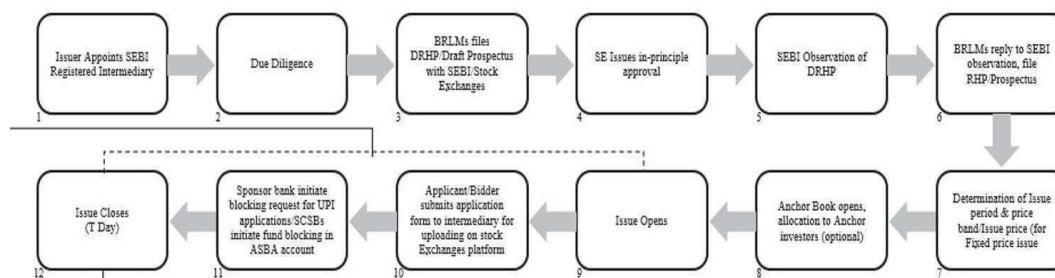 Issuer Appoints SEBI
Registered Intermediary
1
Due Diligence
2
BRLMs files
DRHP/Draft Prospectus
with SEBI/Stock
Exchanges
3
SE Issues in-principle
approval
4
SEBI Observation of
DRHP
5
BRLMs reply to SEBI
observation, file
RHP/Prospectus
6
Determination of Issue
period & price
band/Issue price (for
Fixed price issue
7
Anchor Book opens,
allocation to Anchor
investors (optional)
8
Issue Opens
9
Applicant/Bidder
submits application
form to intermediary for
uploading on stock
Exchanges platform
10
Sponsor bank initiate
blocking request for UPI
applications/SCSBs
initiate fund blocking in
ASBA account
11
Issue Closes
(T Day)
12